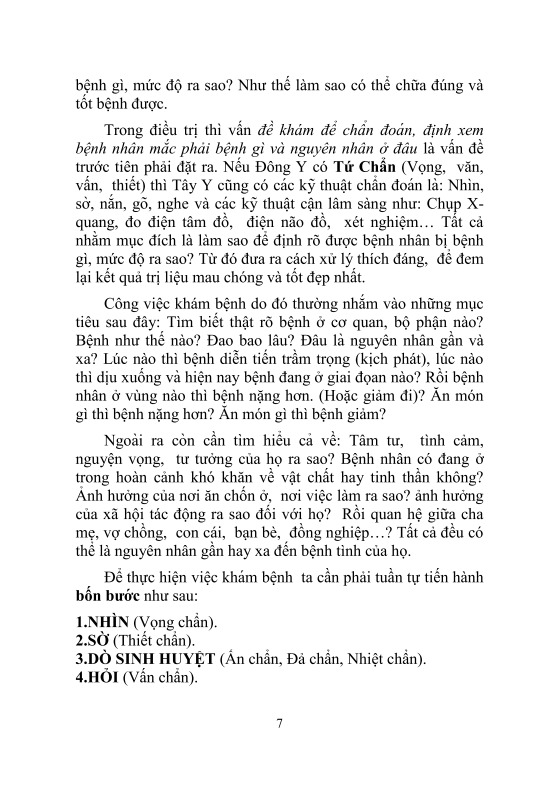 bệnh gì, mức độ ra sao? Như thế làm sao có thể chữa đúng và
tốt bệnh được.
Trong điều trị thì vấn đề khám để chẩn đoán, định xem
bệnh nhân mắc phải bệnh gì và nguyên nhân ở đâu là vấn đề
trước tiên phải đặt ra. Nếu Đông Y có Tứ Chẩn (Vọng, văn,
vấn, thiết) thì Tây Y cũng có các kỹ thuật chẩn đoán là: Nhìn,
sờ, nắn, gõ, nghe và các kỹ thuật cận lâm sàng như: Chụp X-
quang, đo điện tâm đồ, điện não đồ, xét nghiệm… Tất cả
nhằm mục đích là làm sao để định rõ được bệnh nhân bị bệnh
gì, mức độ ra sao? Từ đó đưa ra cách xử lý thích đáng, để đem
lại kết quả trị liệu mau chóng và tốt đẹp nhất.
Công việc khám bệnh do đó thường nhắm vào những mục
tiêu sau đây: Tìm biết thật rõ bệnh ở cơ quan, bộ phận nào?
Bệnh như thế nào? Đao bao lâu? Đâu là nguyên nhân gần và
xa? Lúc nào thì bệnh diễn tiến trầm trọng (kịch phát), lúc nào
thì dịu xuống và hiện nay bệnh đang ở giai đọan nào? Rồi bệnh
nhân ở vùng nào thì bệnh nặng hơn. (Hoặc giảm đi)? Ăn món
gì thì bệnh nặng hơn? Ăn món gì thì bệnh giảm?
Ngoài ra còn cần tìm hiểu cả về: Tâm tư, tình cảm,
nguyện vọng, tư tưởng của họ ra sao? Bệnh nhân có đang ở
trong hoàn cảnh khó khăn về vật chất hay tinh thần không?
Ảnh hưởng của nơi ăn chốn ở, nơi việc làm ra sao? ảnh hưởng
của xã hội tác động ra sao đối với họ? Rồi quan hệ giữa cha
mẹ, vợ chồng, con cái, bạn bè, đồng nghiệp…? Tất cả đều có
thể là nguyên nhân gần hay xa đến bệnh tình của họ.
Để thực hiện việc khám bệnh ta cần phải tuần tự tiến hành
bốn bước như sau:
1.NHÌN (Vọng chẩn).
2.SỜ (Thiết chẩn).
3.DÒ SINH HUYỆT (Ấn chẩn, Đả chẩn, Nhiệt chẩn).
4.HỎI (Vấn chẩn).
7